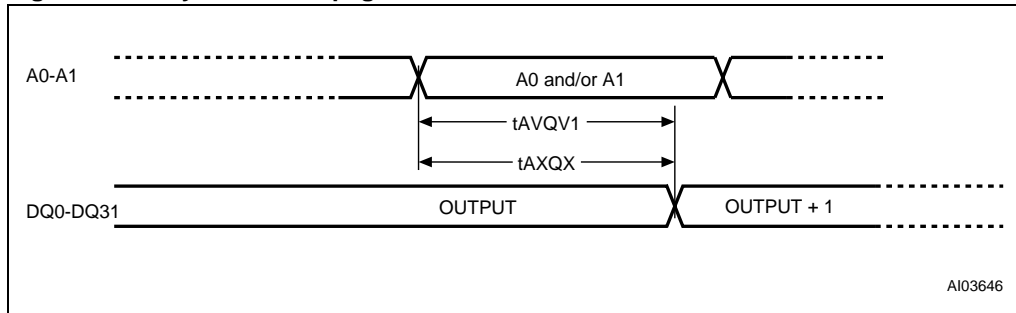 A0-A1
A0 and/or A1
tAVQV1
tAXQX
DQ0-DQ31
OUTPUT
OUTPUT + 1
AI03646